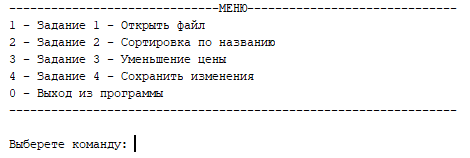 ------------------------------МЕНЮ------------------------------
1 - Задание 1 - Открыть файл
2 - Задание 2 - Сортировка по названию
3 - Задание 3 - Уменьшение цены
4 - Задание 4 - Сохранить изменения
0 - Выход из программы
----------------------------------------------------------------
Выберете команду: